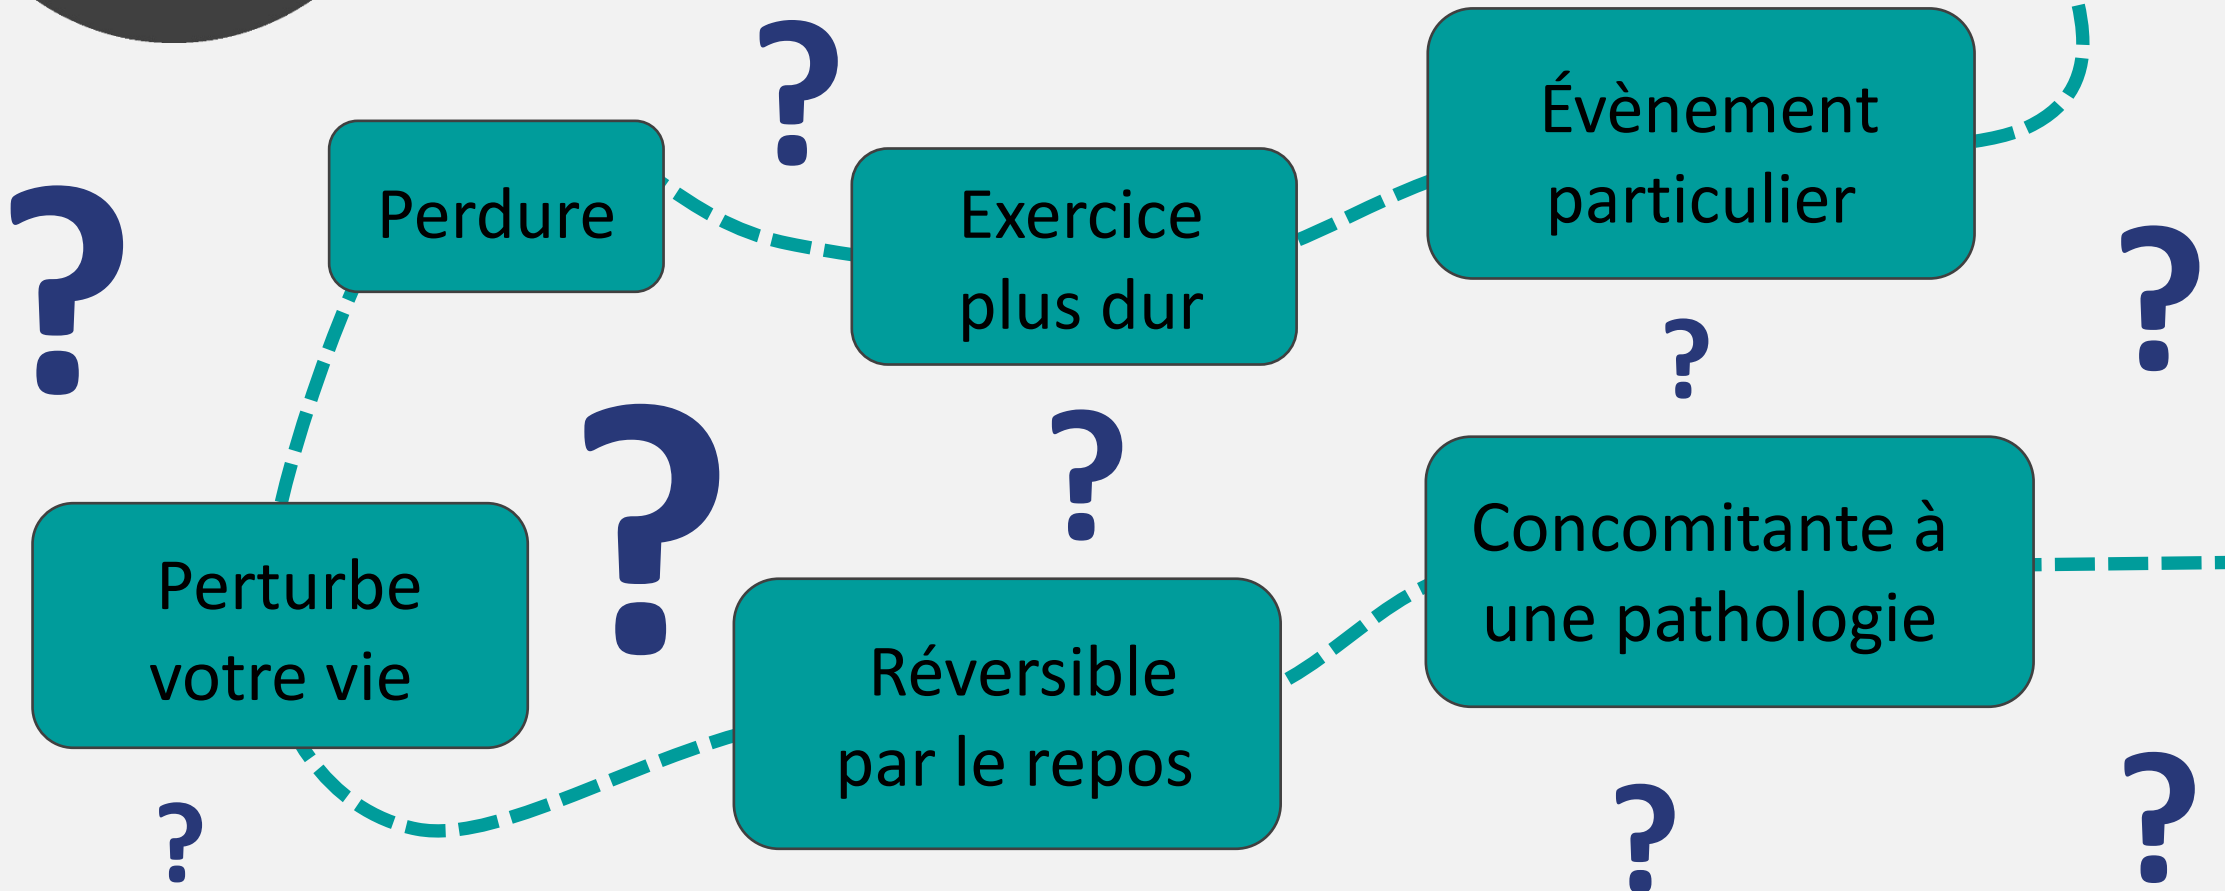 ?
Évènement
particulier
Perdure
Exercice
plus dur
?
?
?
?
?
Concomitante à
une pathologie
Perturbe
votre vie
Réversible
par le repos
?
?
?